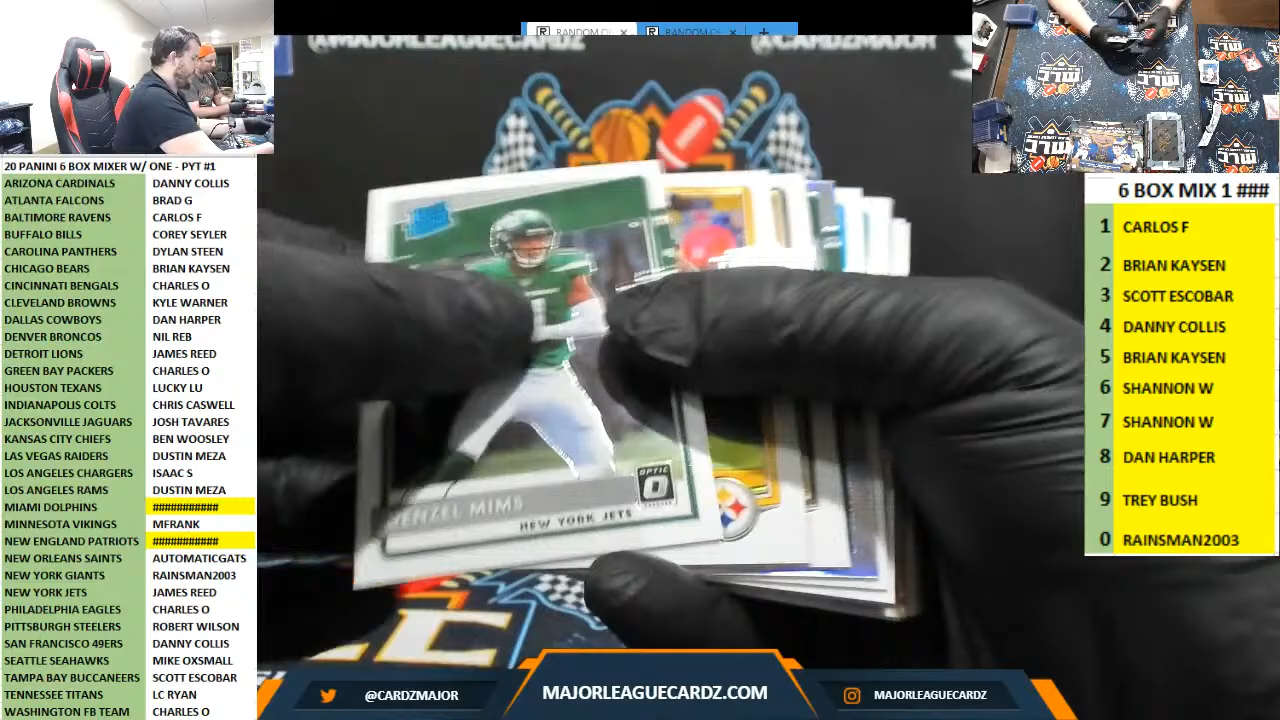 RANDOM.OR
RANDOM.OR
@MAJORLEAGUECARDZ
@CARDZMAJOR
20 PANINI 6 BOX MIXER W/ ONE - PYT #1
ARIZONA CARDINALS DANNY COLLIS
ATLANTA FALCONS BRAD G
BALTIMORE RAVENS CARLOS F
BUFFALO BILLS COREY SEYLER
CAROLINA PANTHERS DYLAN STEEN
CHICAGO BEARS BRIAN KAYSEN
CINCINNATI BENGALS CHARLES O
CLEVELAND BROWNS KYLE WARNER
DALLAS COWBOYS DAN HARPER
DENVER BRONCOS NIL REB
DETROIT LIONS JAMES REED
GREEN BAY PACKERS CHARLES O
HOUSTON TEXANS LUCKY LU
INDIANAPOLIS COLTS CHRIS CASWELL
JACKSONVILLE JAGUARS JOSH TAVARES
KANSAS CITY CHIEFS BEN WOOSLEY
LAS VEGAS RAIDERS DUSTIN MEZA
LOS ANGELES CHARGERS ISAAC S
LOS ANGELES RAMS DUSTIN MEZA
MIAMI DOLPHINS ###########
MINNESOTA VIKINGS MFRANK
NEW ENGLAND PATRIOTS ###########
NEW ORLEANS SAINTS AUTOMATICGATS
NEW YORK GIANTS RAINSMAN2003
NEW YORK JETS JAMES REED
PHILADELPHIA EAGLES CHARLES O
PITTSBURGH STEELERS ROBERT WILSON
SAN FRANCISCO 49ERS DANNY COLLIS
SEATTLE SEAHAWKS MIKE OXSMALL
TAMPA BAY BUCCANEERS SCOTT ESCOBAR
TENNESSEE TITANS LC RYAN
WASHINGTON FB TEAM CHARLES O
OPTIC
DENZEL MIMS
NEW YORK JETS
Steelers
6 BOX MIX 1 ###
1 CARLOS F
2 BRIAN KAYSEN
3 SCOTT ESCOBAR
4 DANNY COLLIS
5 BRIAN KAYSEN
6 SHANNON W
7 SHANNON W
8 DAN HARPER
9 TREY BUSH
0 RAINSMAN2003
@CARDZMAJOR
MAJORLEAGUECARDZ.COM
MAJORLEAGUECARDZ